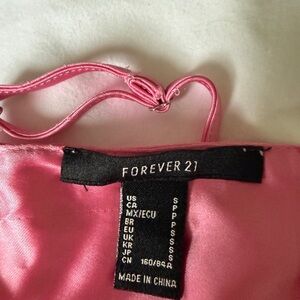 FOREVER 21
US S
CA P
MX/ECU P
BR P
EU S
UK S
KR S
JP S
CN 160/84A
MADE IN CHINA